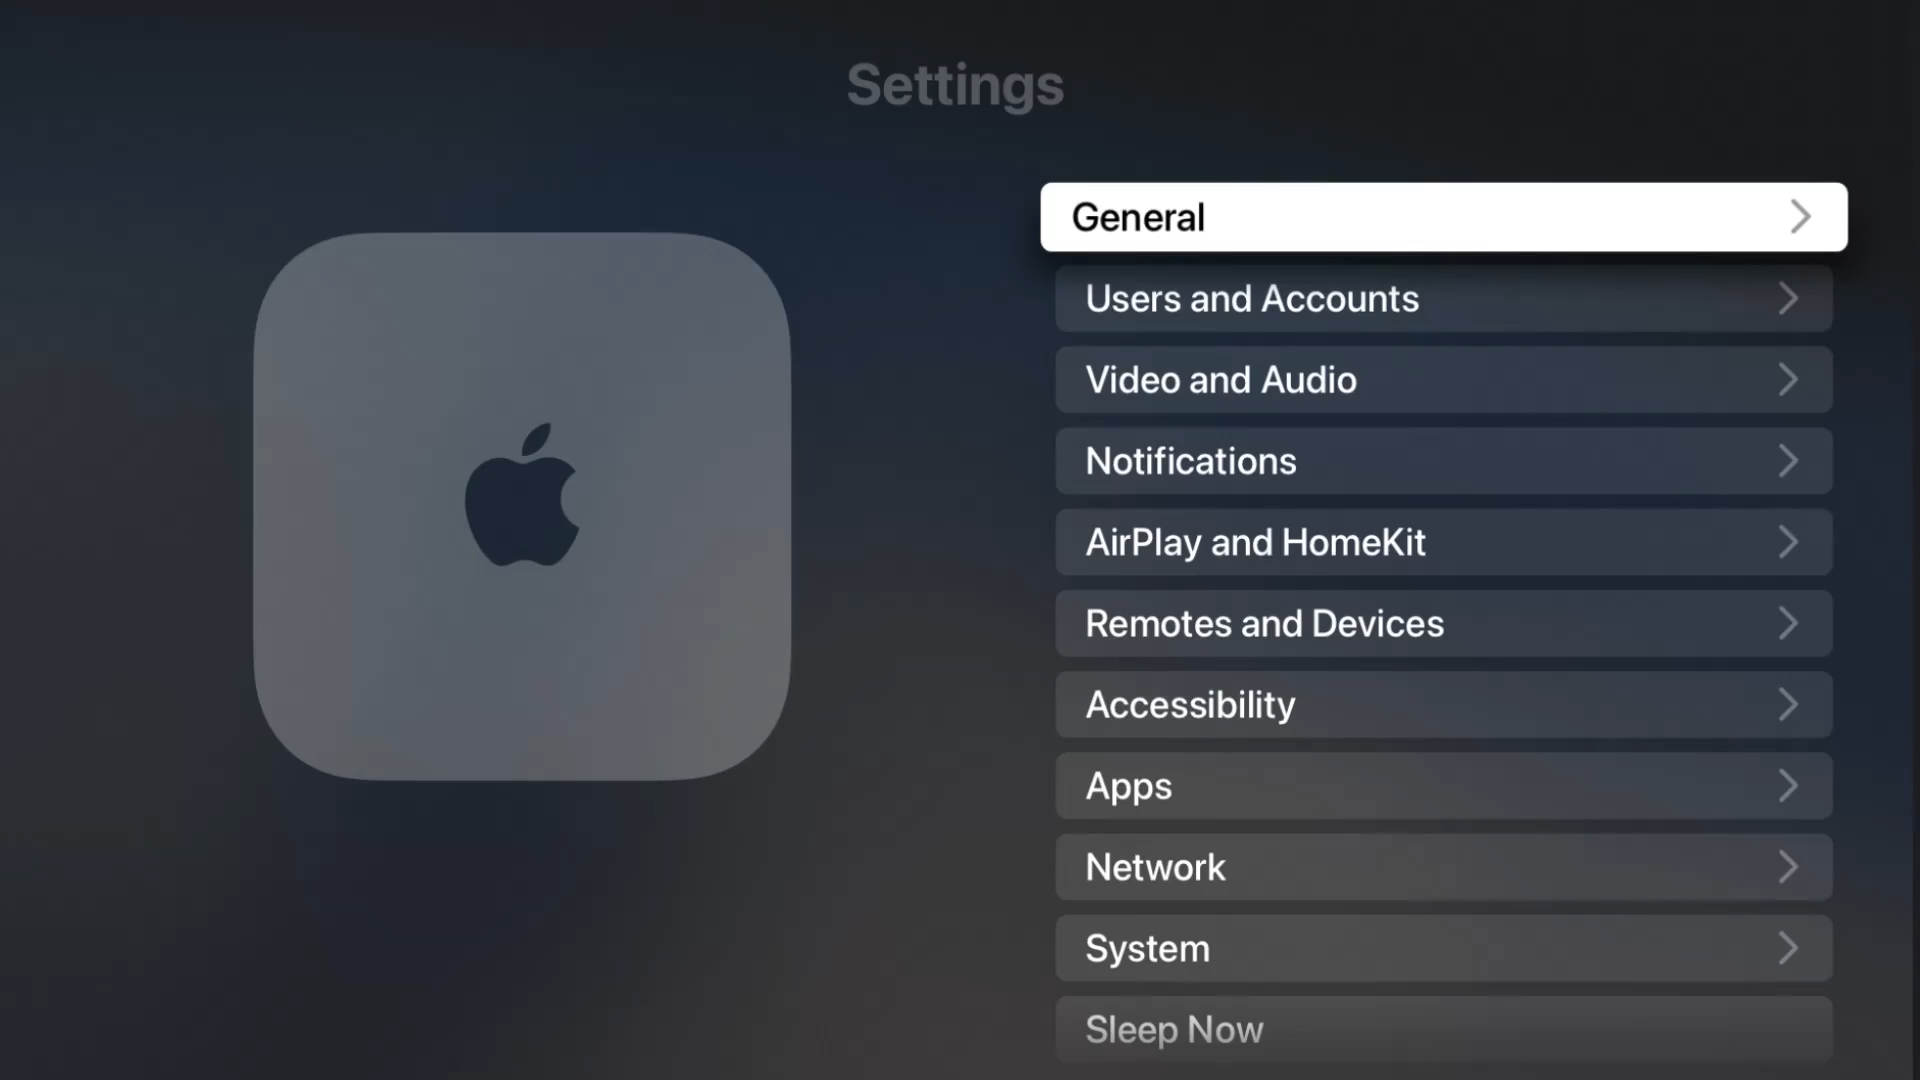 Settings
General
Users and Accounts
Video and Audio
Notifications
AirPlay and HomeKit
Remotes and Devices
Accessibility
Apps
Network
System
Sleep Now